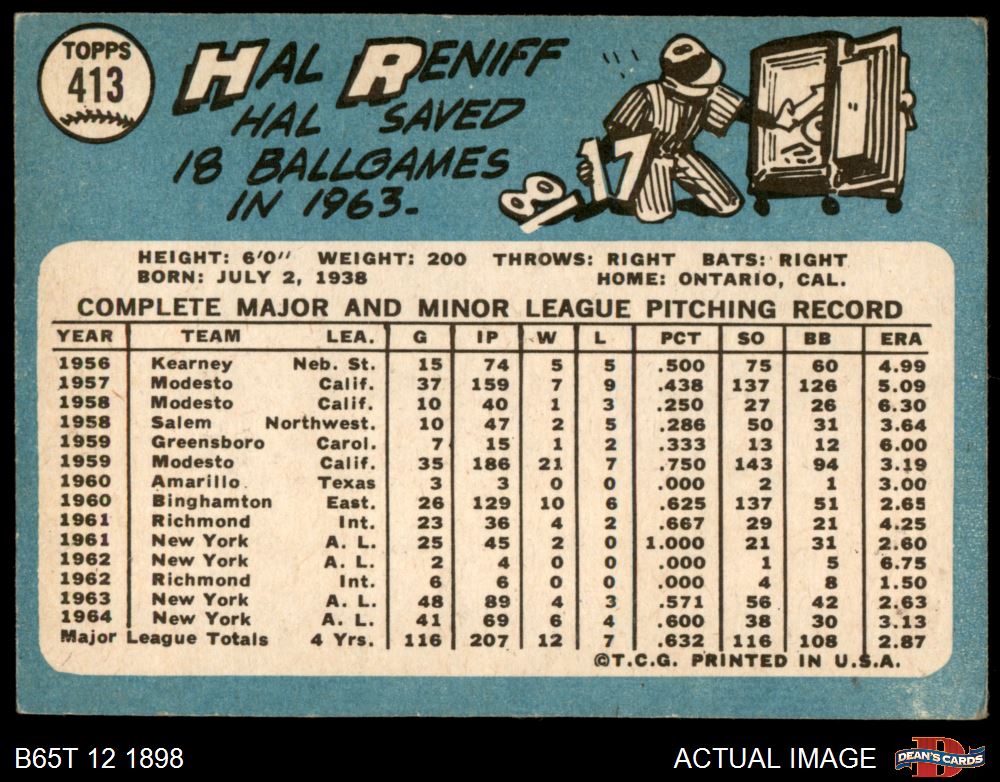 TOPPS
413
HAL RENIFF
HAL SAVED
18 BALLGAMES
IN 1963.
17
18
HEIGHT: 6'0" WEIGHT: 200 THROWS: RIGHT BATS: RIGHT
BORN: JULY 2, 1938 HOME: ONTARIO, CAL.
COMPLETE MAJOR AND MINOR LEAGUE PITCHING RECORD
YEAR TEAM LEA. G IP W L PCT SO BB ERA
1956 Kearney Neb. St. 15 74 5 5 .500 75 60 4.99
1957 Modesto Calif. 37 159 7 9 .438 137 126 5.09
1958 Modesto Calif. 10 40 1 3 .250 27 26 6.30
1958 Salem Northwest. 10 47 2 5 .286 50 31 3.64
1959 Greensboro Carol. 7 15 1 2 .333 13 12 6.00
1959 Modesto Calif. 35 186 21 7 .750 143 94 3.19
1960 Amarillo Texas 3 3 0 0 .000 2 1 3.00
1960 Binghamton East. 26 129 10 6 .625 137 51 2.65
1961 Richmond Int. 23 36 4 2 .667 29 21 4.25
1961 New York A. L. 25 45 2 0 1.000 21 31 2.60
1962 New York A. L. 2 4 0 0 .000 1 5 6.75
1962 Richmond Int. 6 6 0 0 .000 4 8 1.50
1963 New York A. L. 48 89 4 3 .571 56 42 2.63
1964 New York A. L. 41 69 6 4 .600 38 30 3.13
Major League Totals 4 Yrs. 116 207 12 7 .632 116 108 2.87
©T.C.G. PRINTED IN U.S.A.
B65T 12 1898 ACTUAL IMAGE
D
DEAN'S CARDS